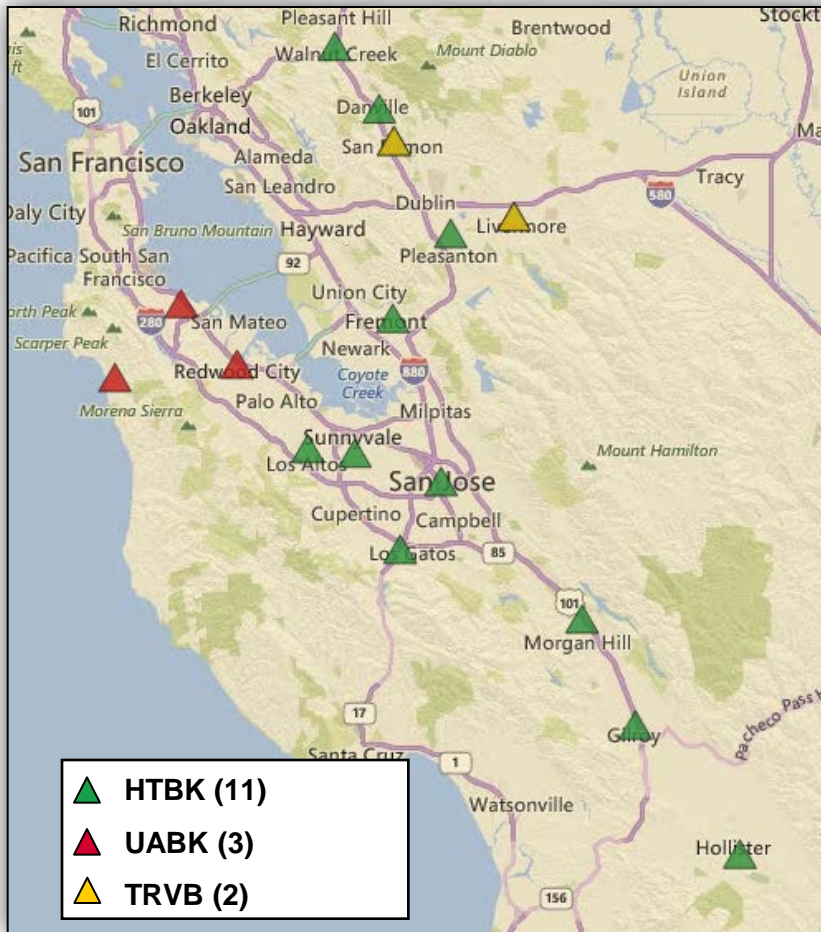 Pleasant Hill
Richmond
Brentwood
Stockt
El Cerrito
Walnut Creek
Mount Diablo
Union
Island
Berkeley
101
Oakland
Danville
Ma
San Francisco
Alameda
San Ramon
San Leandro
Tracy
580
Daly City
Dublin
San Bruno Mountain
Hayward
Livermore
Pacifica South San
Francisco
Pleasanton
92
Union City
orth Peak
280
San Mateo
Fremont
Scarper Peak
Newark
Redwood City
Coyote
Creek
880
Palo Alto
Morena Sierra
Milpitas
Sunnyvale
Los Altos
Mount Hamilton
San Jose
Cupertino
Campbell
Los Gatos
85
101
Morgan Hill
17
Gilroy
Pacheco Pass H
Santa Cruz
1
HTBK (11)
Watsonville
UABK (3)
Hollister
TRVB (2)
156